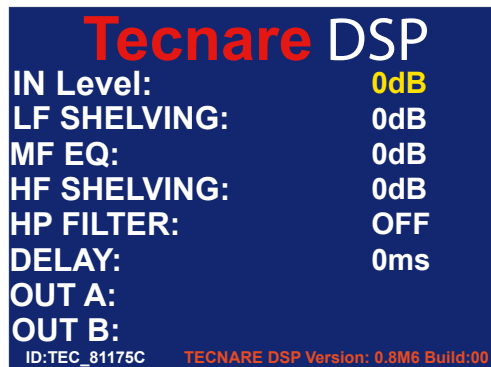 Tecnare DSP
IN Level: 0dB
LF SHELVING: 0dB
MF EQ: 0dB
HF SHELVING: 0dB
HP FILTER: OFF
DELAY: 0ms
OUT A:
OUT B:
ID:TEC_81175C TECNARE DSP Version: 0.8M6 Build:00